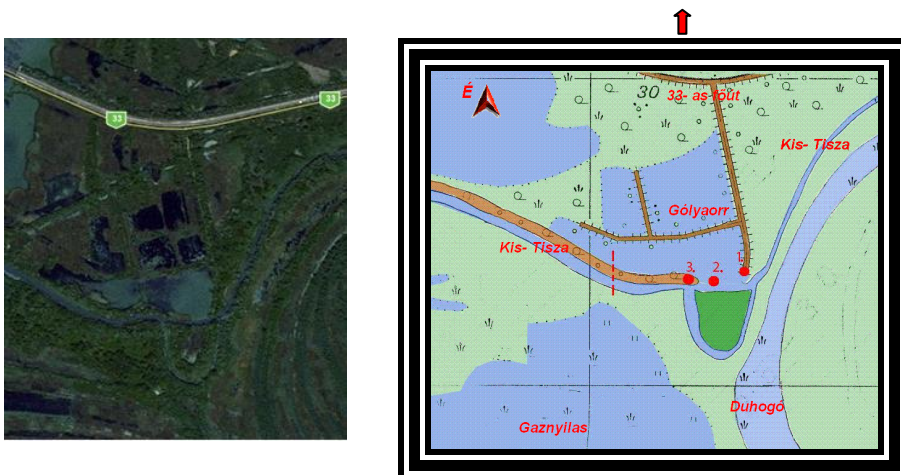 33
33
É
30
33- as főút
Kis- Tisza
Gólyaorr
Kis- Tisza
1.
2.
3.
Duhogó
Gaznyilas